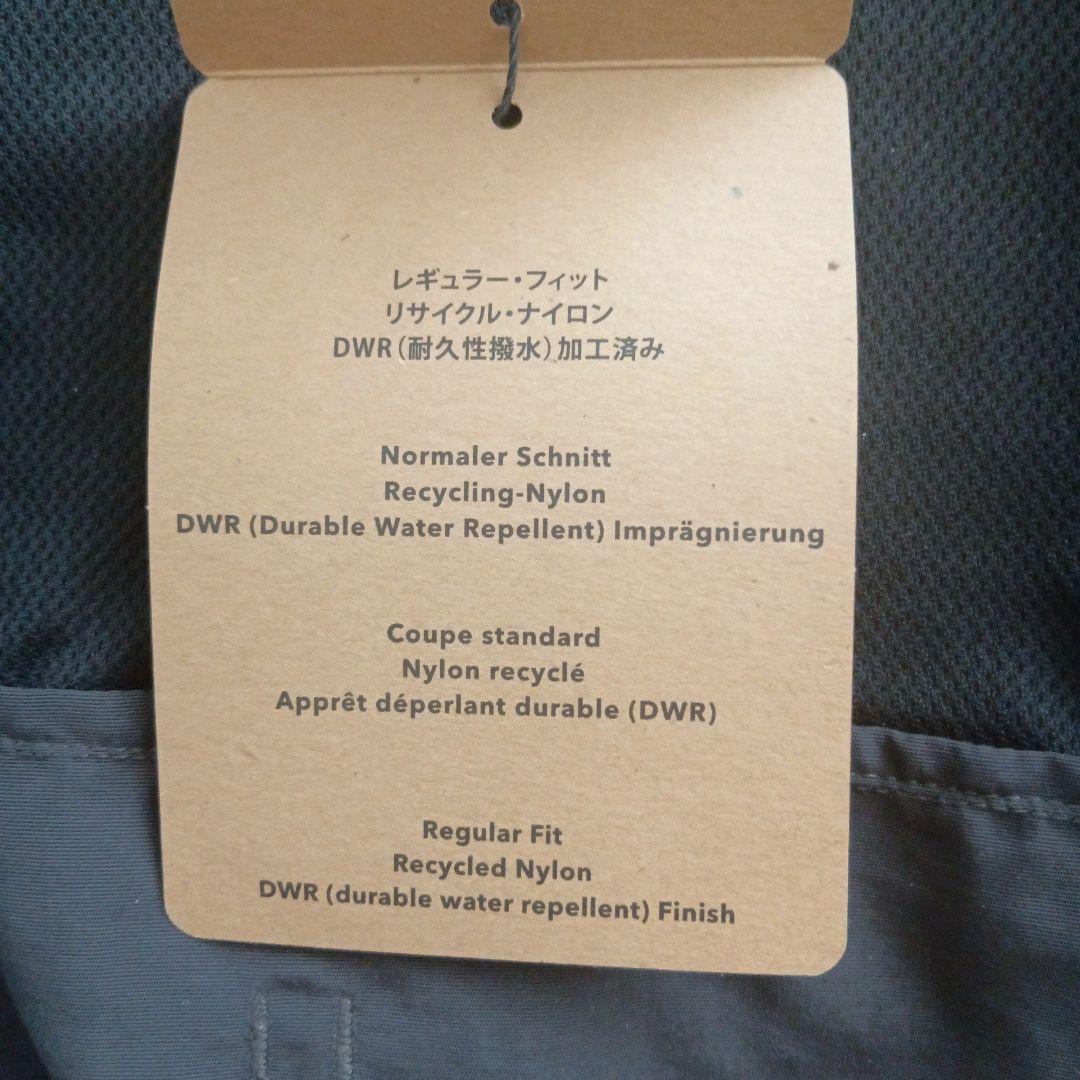 レギュラー・フィット
リサイクル・ナイロン
DWR（耐久性撥水）加工済み
Normaler Schnitt
Recycling-Nylon
DWR (Durable Water Repellent) Imprägnierung
Coupe standard
Nylon recyclé
Apprêt déperlant durable (DWR)
Regular Fit
Recycled Nylon
DWR (durable water repellent) Finish